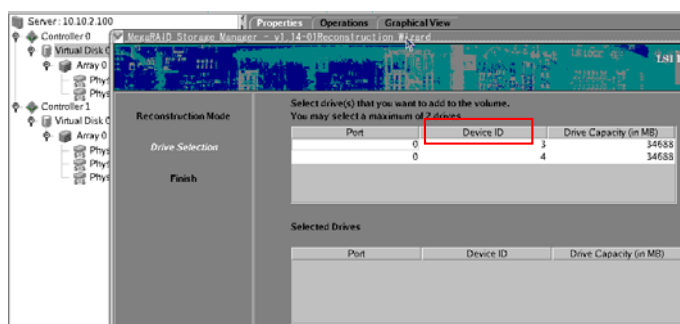 Server: 10.10.2.100
Properties Operations Graphical View
Controller 0
MegaRAID Storage Manager - v1.14-01Reconstruction Wizard
Virtual Disk 0
Array 0
LSI
Phys
Phys
Controller 1
Virtual Disk 0
Array 0
Phys
Phys
Phys
Reconstruction Mode
Drive Selection
Finish
Select drive(s) that you want to add to the volume.
You may select a maximum of 2 drives
Port Device ID Drive Capacity (in MB)
0 3 34688
0 4 34688
Selected Drives
Port Device ID Drive Capacity (in MB)